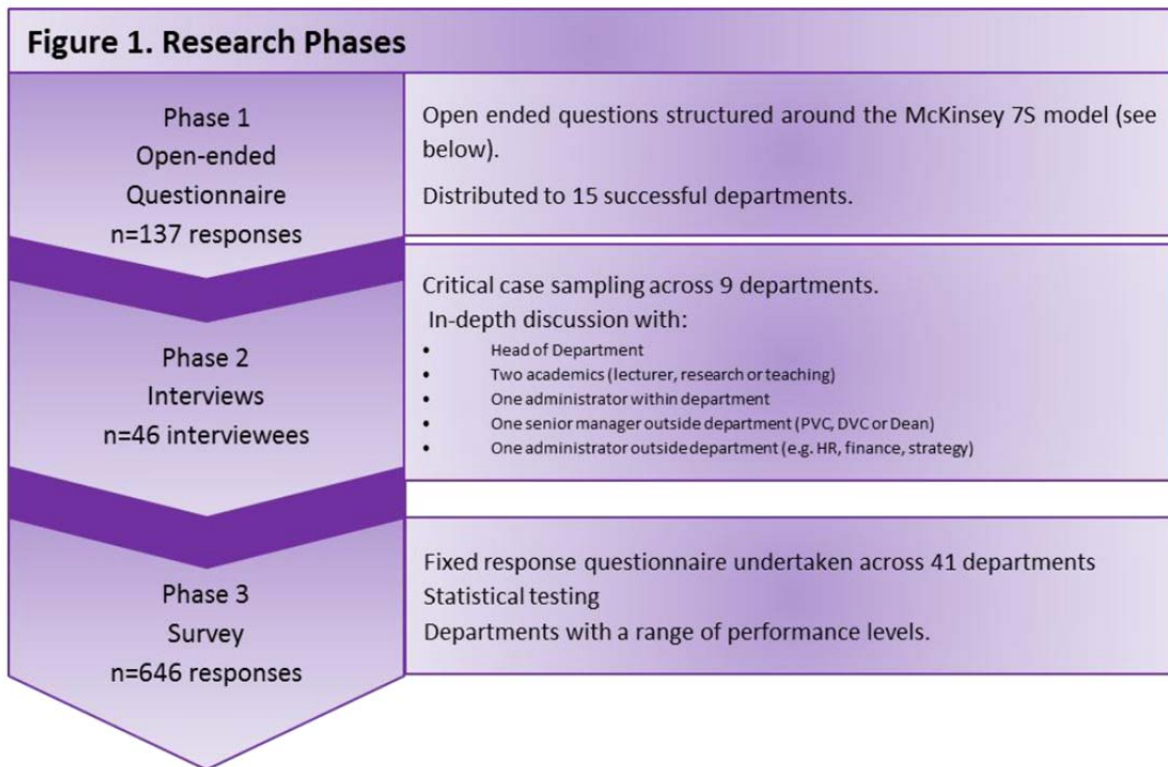 Figure 1. Research Phases
Phase 1
Open-ended
Questionnaire
n=137 responses
Open ended questions structured around the McKinsey 7S model (see
below).
Distributed to 15 successful departments.
Phase 2
Interviews
n=46 interviewees
Critical case sampling across 9 departments.
In-depth discussion with:
• Head of Department
• Two academics (lecturer, research or teaching)
• One administrator within department
• One senior manager outside department (PVC, DVC or Dean)
• One administrator outside department (e.g. HR, finance, strategy)
Phase 3
Survey
n=646 responses
Fixed response questionnaire undertaken across 41 departments
Statistical testing
Departments with a range of performance levels.